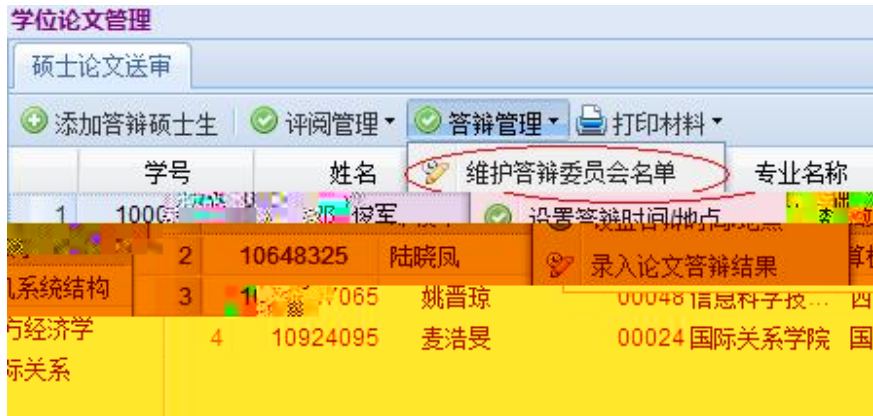 学位论文管理
硕士论文送审
添加答辩硕士生 评阅管理 答辩管理 打印材料
学号 姓名 维护答辩委员会名单 专业名称
1 俊军 设置答辩时间/地点
2 10648325 陆晓凤 录入论文答辩结果
系统结构 3 7065 姚晋琼 00048 信息科学技… 四
方经济学 4 10924095 麦浩旻 00024 国际关系学院 国
际关系